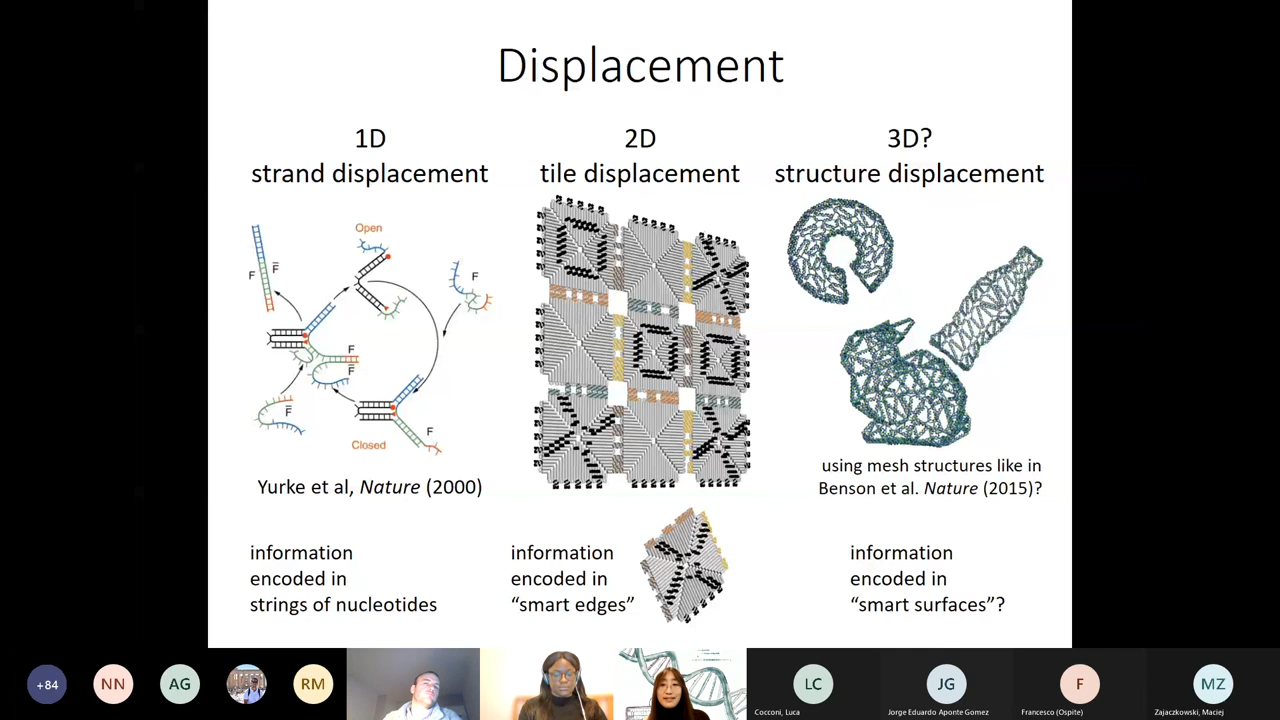 Displacement
1D
strand displacement
2D
tile displacement
3D?
structure displacement
Open
F
F̅
F
F
F̅
F̅
F
Closed
Yurke et al, Nature (2000)
using mesh structures like in
Benson et al. Nature (2015)?
information
encoded in
strings of nucleotides
information
encoded in
“smart edges”
information
encoded in
“smart surfaces”?
+84
NN
AG
RM
LC
Cocconi, Luca
JG
Jorge Eduardo Aponte Gomez
F
Francesco (Ospite)
MZ
Zajaczkowski, Maciej